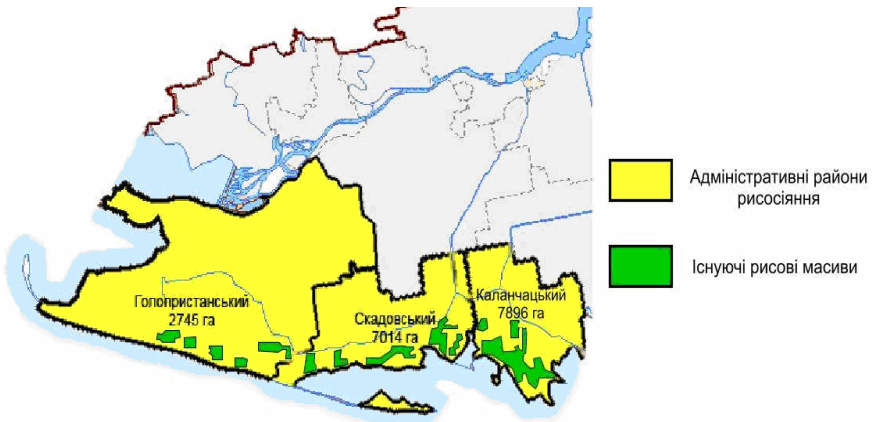 Адміністративні райони
рисосіяння
Існуючі рисові масиви
Голопристанський
2745 га
Скадовський
7014 га
Каланчацький
7896 га